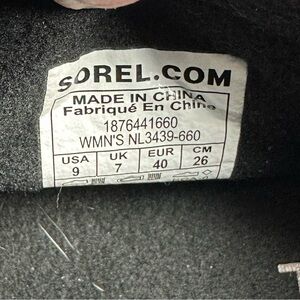 SOREL.COM
MADE IN CHINA
Fabriqué En Chine
1876441660
WMN'S NL3439-660
USA UK EUR CM
9 7 40 26